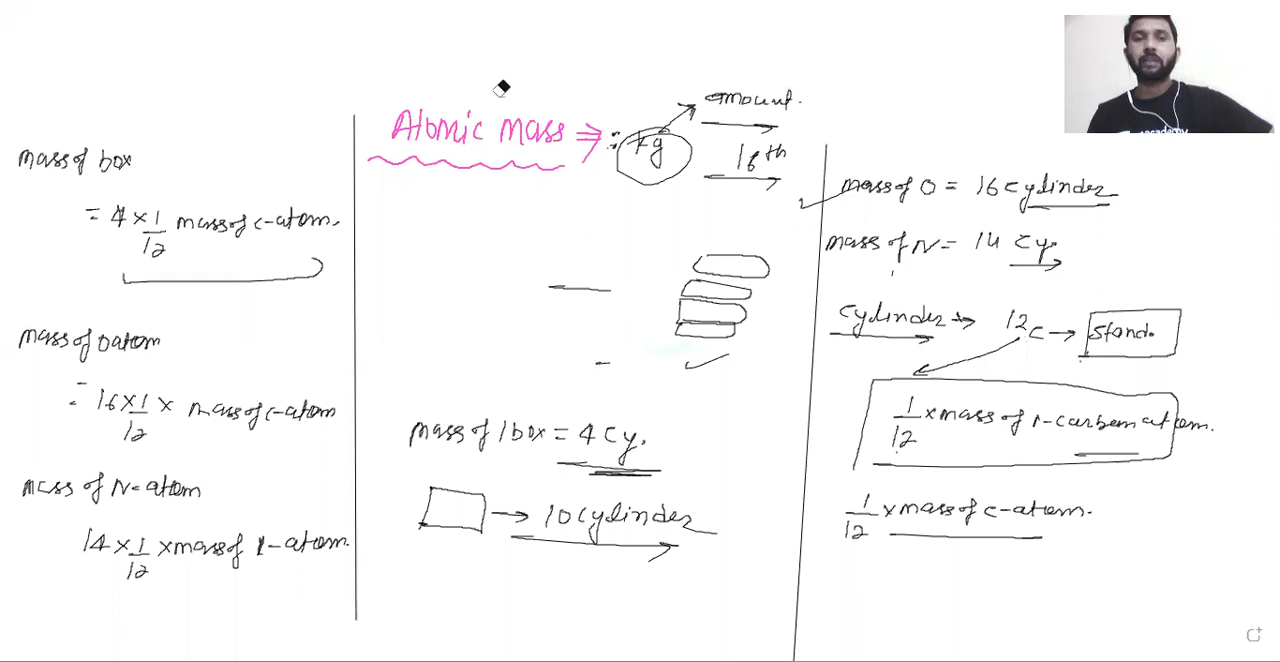 mass of box
= 4 × 1/12 mass of c-atom.
mass of O atom
= 16 × 1/12 × mass of c-atom
mass of N-atom
14 × 1/12 × mass of 1-atom.
Atomic mass ⇒ : kg
amount.
16th
mass of 1 box = 4 cy.
→ 10 cylinder
mass of O = 16 cylinder
mass of N = 14 cy.
cylinder → 12C → stand.
1/12 × mass of 1-carbon atom.
1/12 × mass of c-atom.